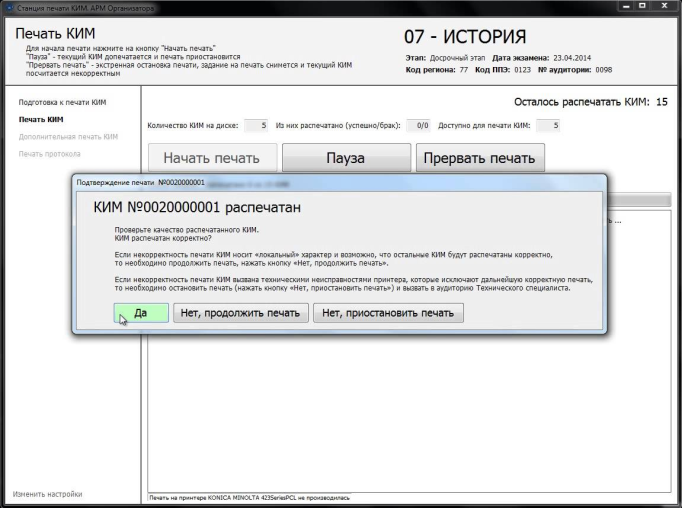 Станция печати КИМ. АРМ Организатора
Печать КИМ
Для начала печати нажмите на кнопку "Начать печать"
"Пауза" - текущий КИМ допечатается и печать приостановится
"Прервать печать" - экстренная остановка печати, задание на печать снимется и текущий КИМ
посчитается некорректным
07 - ИСТОРИЯ
Этап: Досрочный этап Дата экзамена: 23.04.2014
Код региона: 77 Код ППЭ: 0123 № аудитории: 0098
Подготовка к печати КИМ
Печать КИМ
Дополнительная печать КИМ
Печать протокола
Осталось распечатать КИМ: 15
Количество КИМ на диске: 5 Из них распечатано (успешно/брак): 0/0 Доступно для печати КИМ: 5
Начать печать Пауза Прервать печать
Подтверждение печати №0020000001
КИМ №0020000001 распечатан
Проверьте качество распечатанного КИМ.
КИМ распечатан корректно?
Если некорректность печати КИМ носит «локальный» характер и возможно, что остальные КИМ будут распечатаны корректно,
то необходимо продолжить печать, нажать кнопку «Нет, продолжить печать».
Если некорректность печати КИМ вызвана техническими неисправностями принтера, которые исключают дальнейшую корректную печать,
то необходимо остановить печать (нажать кнопку «Нет, приостановить печать») и вызвать в аудиторию Технического специалиста.
Да Нет, продолжить печать Нет, приостановить печать
Изменить настройки
Печать на принтере KONICA MINOLTA 423SeriesPCL не производилась